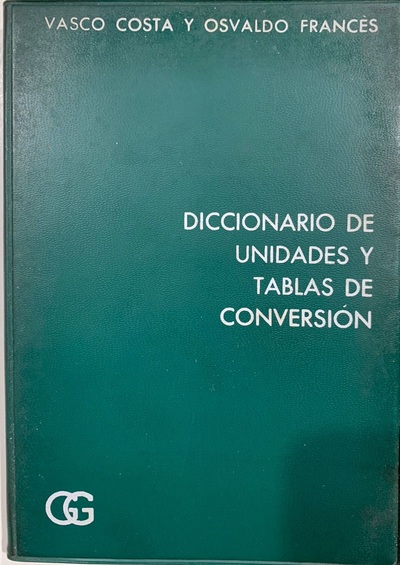 VASCO COSTA Y OSVALDO FRANCÉS
DICCIONARIO DE
UNIDADES Y
TABLAS DE
CONVERSIÓN
GG